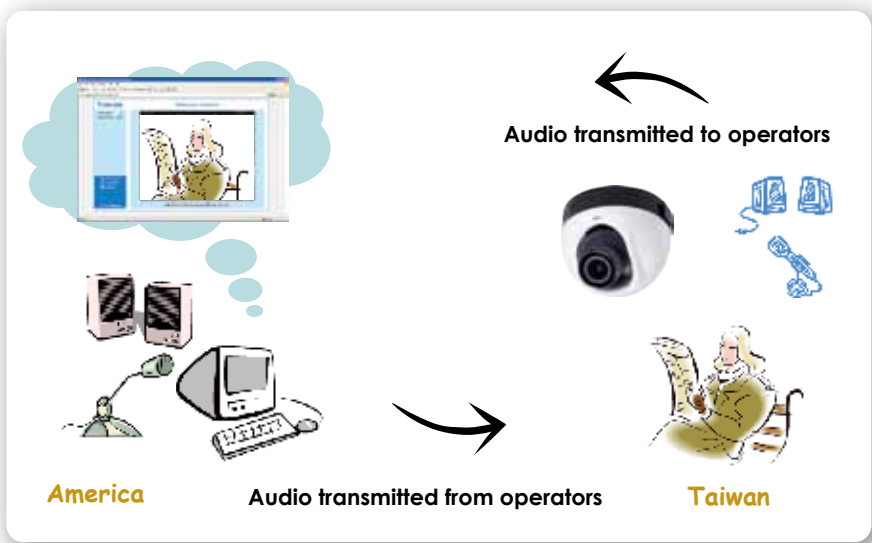 Audio transmitted to operators
America
Audio transmitted from operators
Taiwan